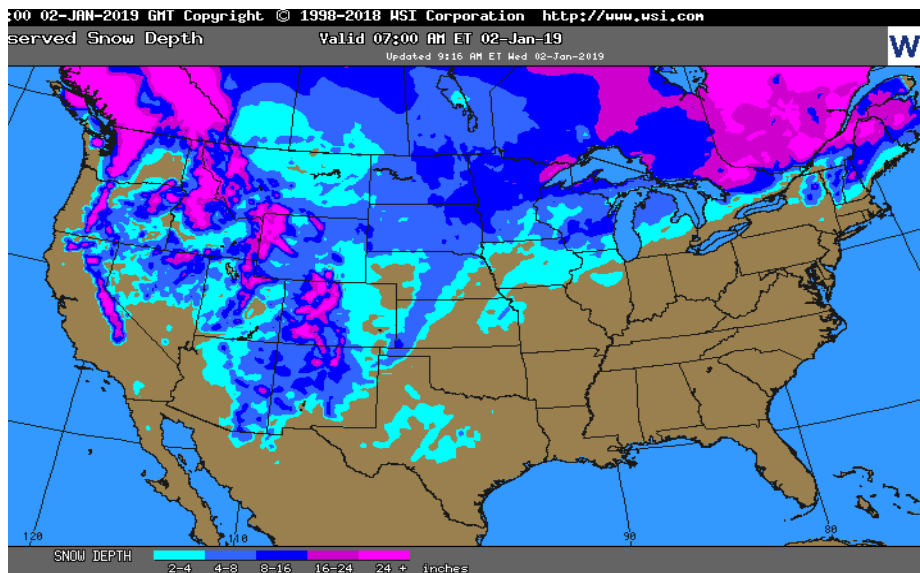 :00 02-JAN-2019 GMT Copyright © 1998-2018 WSI Corporation http://www.wsi.com
served Snow Depth Valid 07:00 AM ET 02-Jan-19
W
Updated 9:16 AM ET Wed 02-Jan-2019
120 110 90 80
SNOW DEPTH
2-4 4-8 8-16 16-24 24 + inches